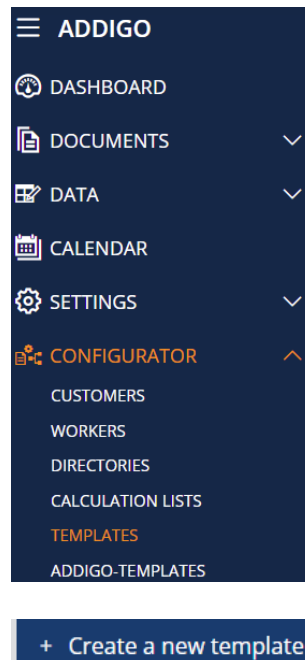 ADDIGO
DASHBOARD
DOCUMENTS
DATA
CALENDAR
SETTINGS
CONFIGURATOR
CUSTOMERS
WORKERS
DIRECTORIES
CALCULATION LISTS
TEMPLATES
ADDIGO-TEMPLATES
+ Create a new template